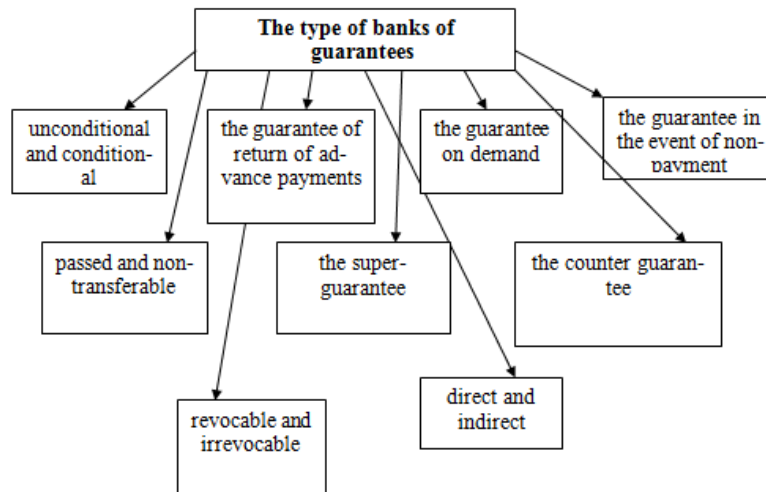 The type of banks of
guarantees
unconditional
and condition-
al
the guarantee of
return of ad-
vance payments
the guarantee
on demand
the guarantee in
the event of non-
payment
passed and non-
transferable
the super-
guarantee
the counter guaran-
tee
revocable and
irrevocable
direct and
indirect